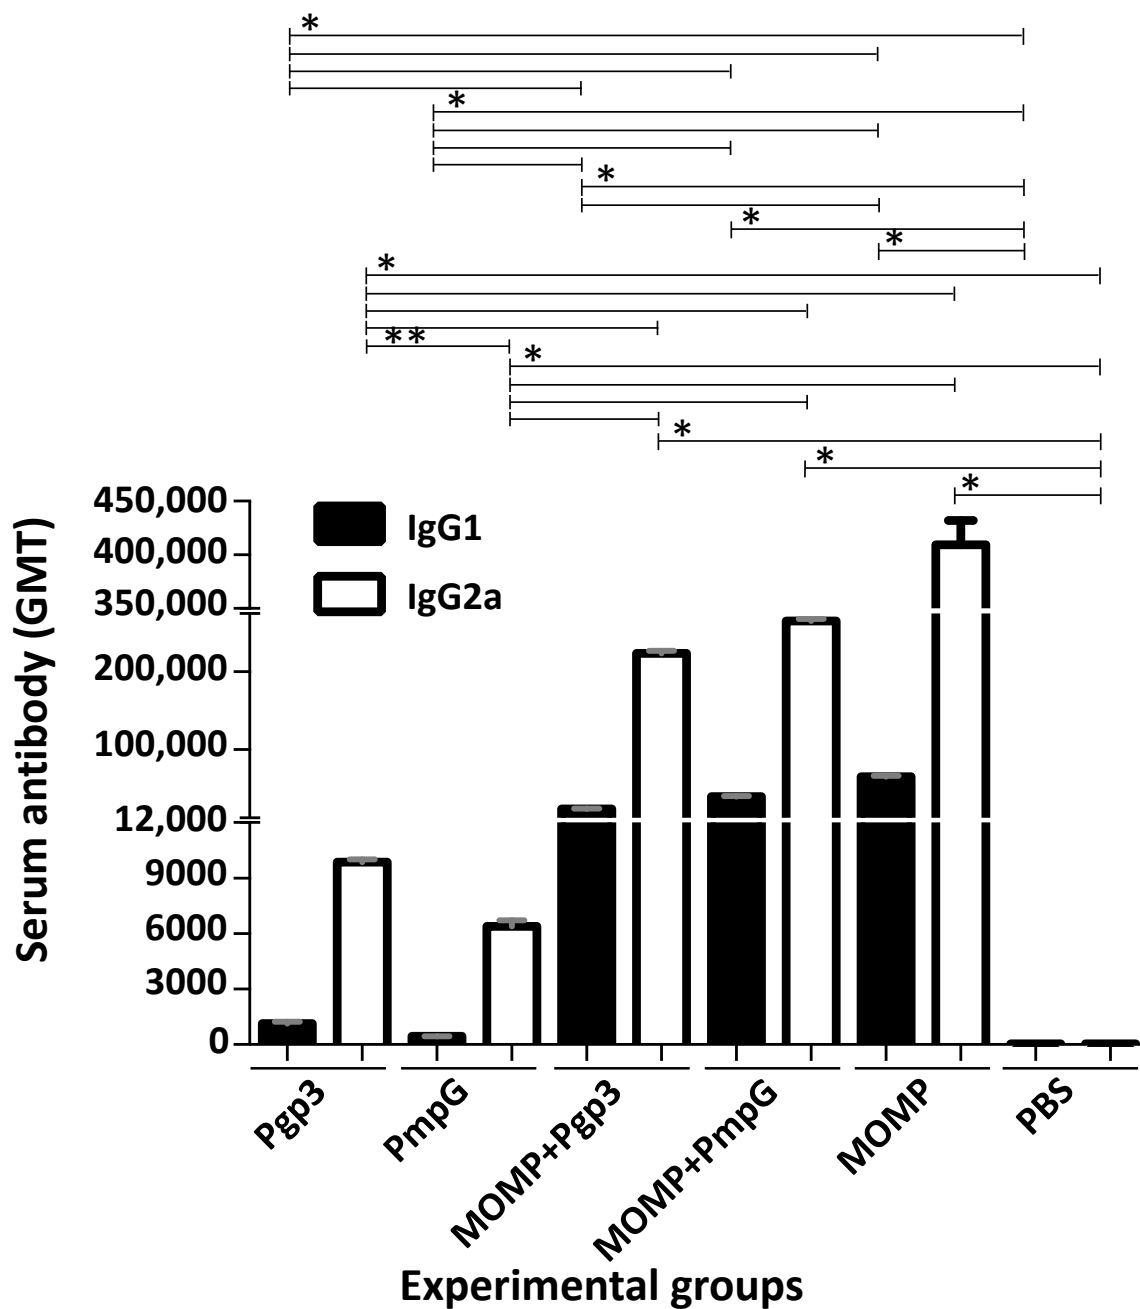 *
*
*
*
*
*
**
*
*
*
*
450,000
400,000
350,000
200,000
100,000
12,000
9000
6000
3000
0
IgG1
IgG2a
Serum antibody (GMT)
Pgp3
PmpG
MOMP+Pgp3
MOMP+PmpG
MOMP
PBS
Experimental groups